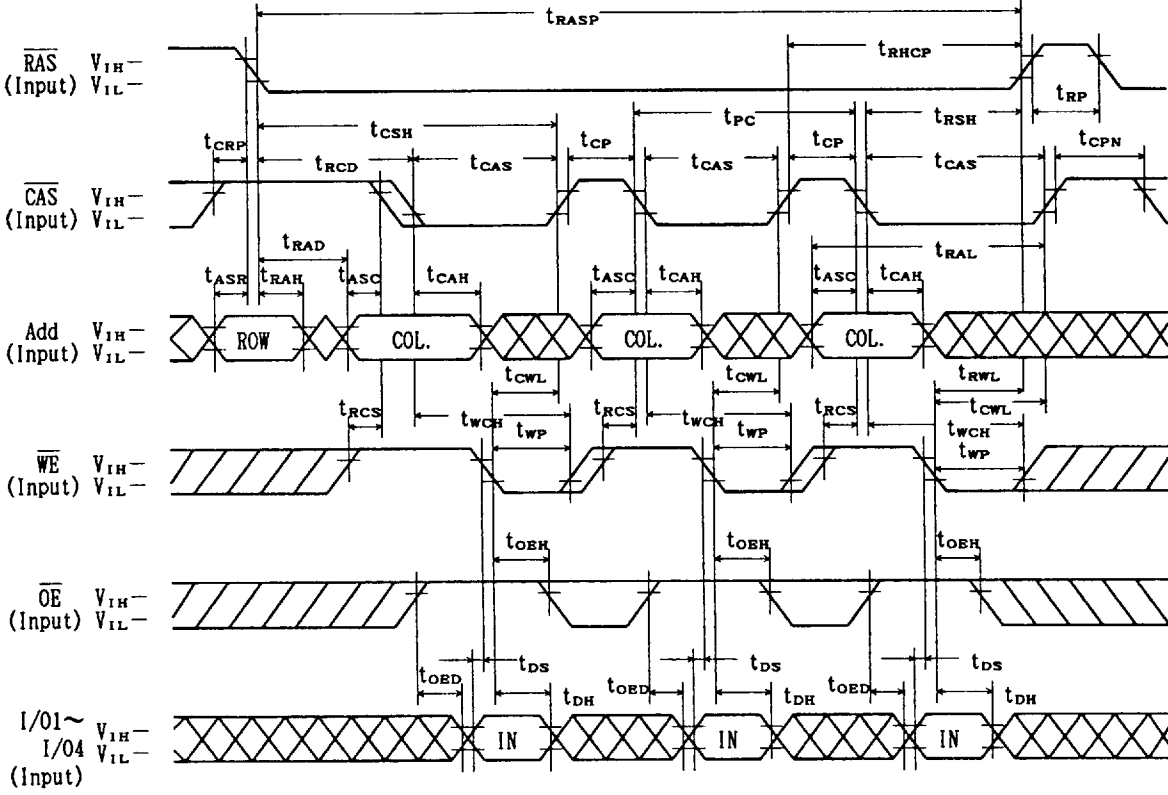 tRASP
RAS VIH
(Input) VIL
tRHCP
tRP
tCSH tPC tRSH
tCRP tRCD tCAS tCP tCAS tCP tCAS tCPN
CAS VIH
(Input) VIL
tRAD tRAL
tASR tRAH tASC tCAH tASC tCAH tASC tCAH
Add VIH
(Input) VIL
ROW COL. COL. COL.
tCWL tCWL tRWL
tCWL
tRCS tWCH tRCS tWCH tRCS tWCH
tWP tWP tWP
WE VIH
(Input) VIL
tOEH tOEH tOEH
OE VIH
(Input) VIL
tDS tDS tDS
tOED tDH tOED tDH tOED tDH
I/O1~ VIH
I/O4 VIL
(Input)
IN IN IN